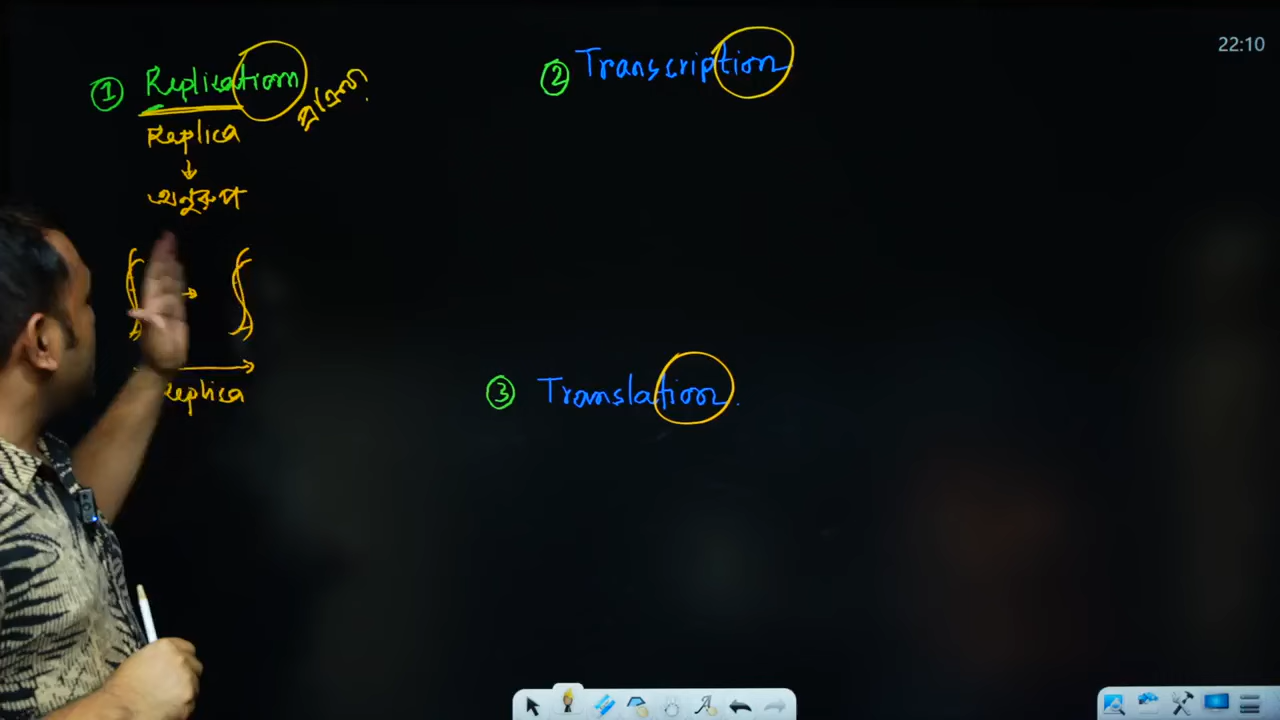 ① Replication
প্রক্রিয়া
Replica
↓
অনুরূপ
→
Replica
② Transcription
③ Translation.
22:10